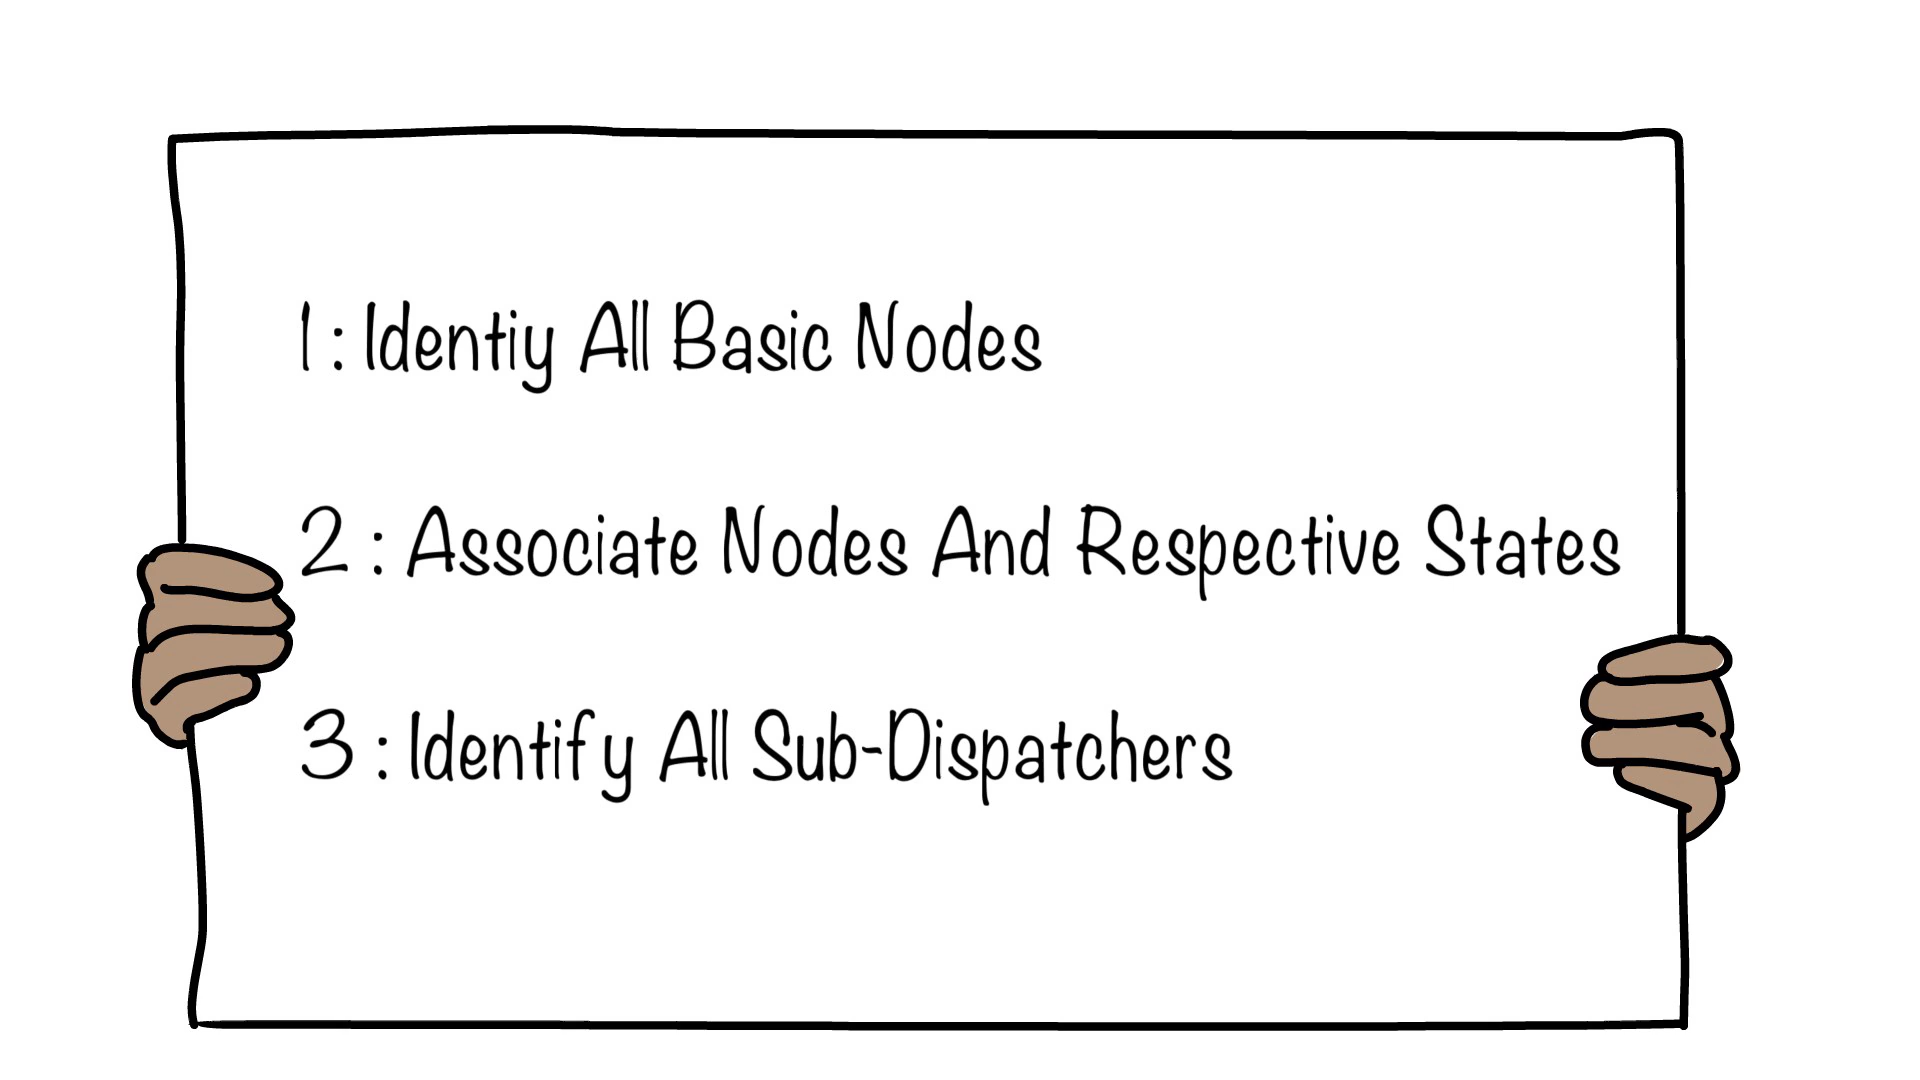 1 : Identiy All Basic Nodes
2 : Associate Nodes And Respective States
3 : Identify All Sub-Dispatchers